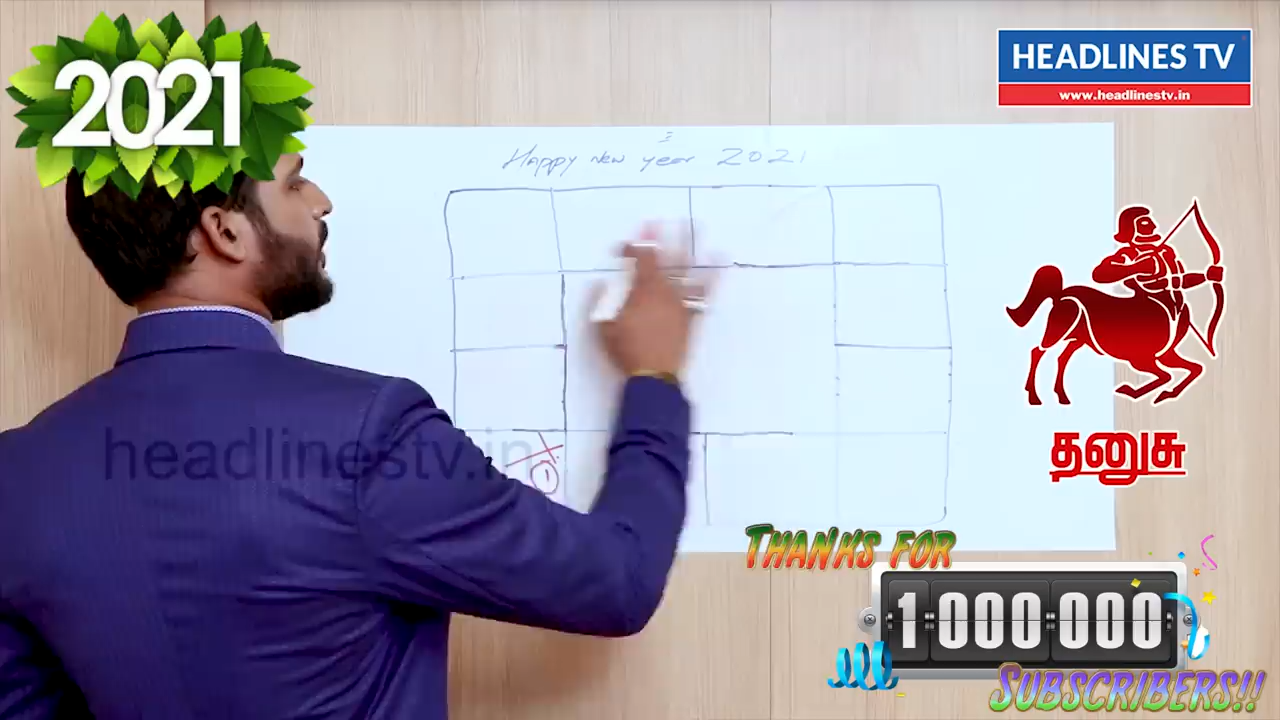 2021
HEADLINES TV
www.headlinestv.in
Happy new year 2021
headlinestv.in
தனுசு
①
THANKS FOR
1 000 000
SUBSCRIBERS!!